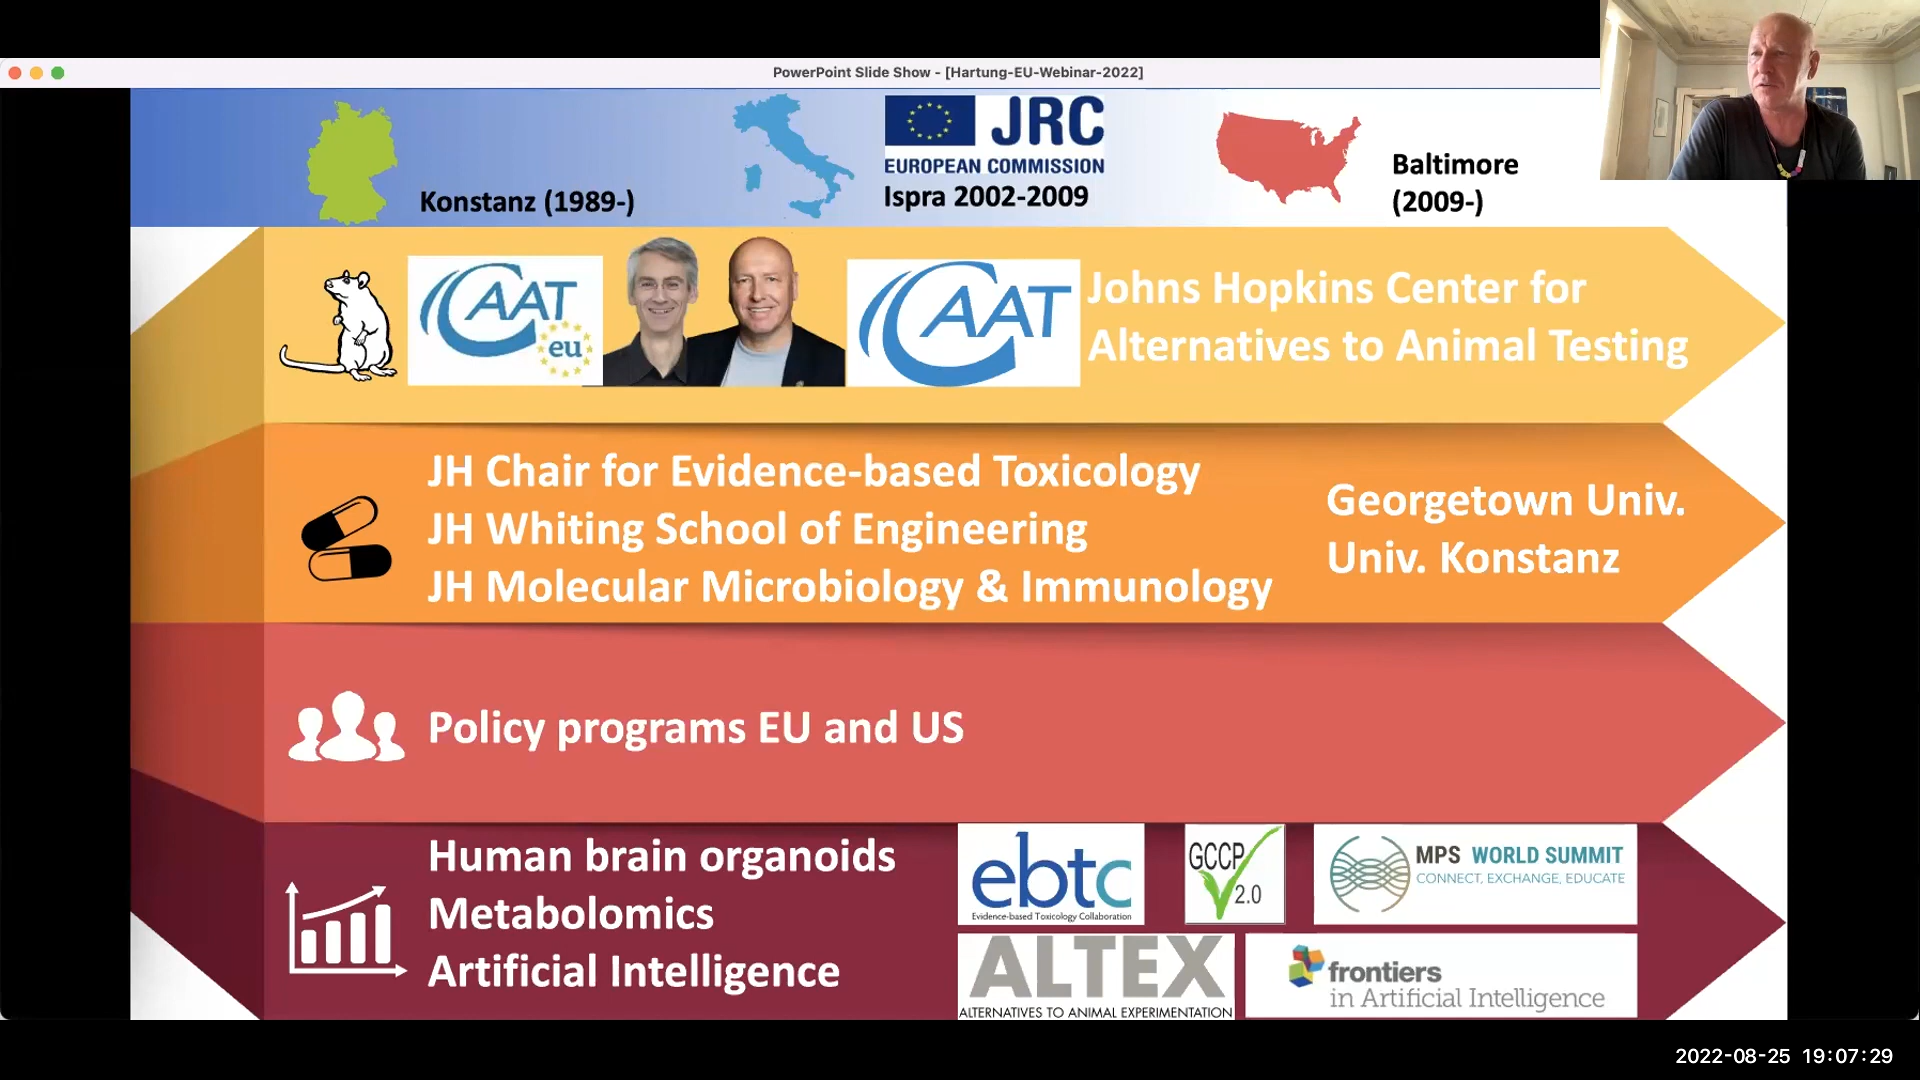 PowerPoint Slide Show - [Hartung-EU-Webinar-2022]
Konstanz (1989-)
JRC
EUROPEAN COMMISSION
Ispra 2002-2009
Baltimore
(2009-)
CAAT
eu
CAAT
Johns Hopkins Center for
Alternatives to Animal Testing
JH Chair for Evidence-based Toxicology
JH Whiting School of Engineering
JH Molecular Microbiology & Immunology
Georgetown Univ.
Univ. Konstanz
Policy programs EU and US
Human brain organoids
Metabolomics
Artificial Intelligence
ebtc
Evidence-based Toxicology Collaboration
GCCP
2.0
MPS WORLD SUMMIT
CONNECT, EXCHANGE, EDUCATE
ALTEX
ALTERNATIVES TO ANIMAL EXPERIMENTATION
frontiers
in Artificial Intelligence
2022-08-25 19:07:29